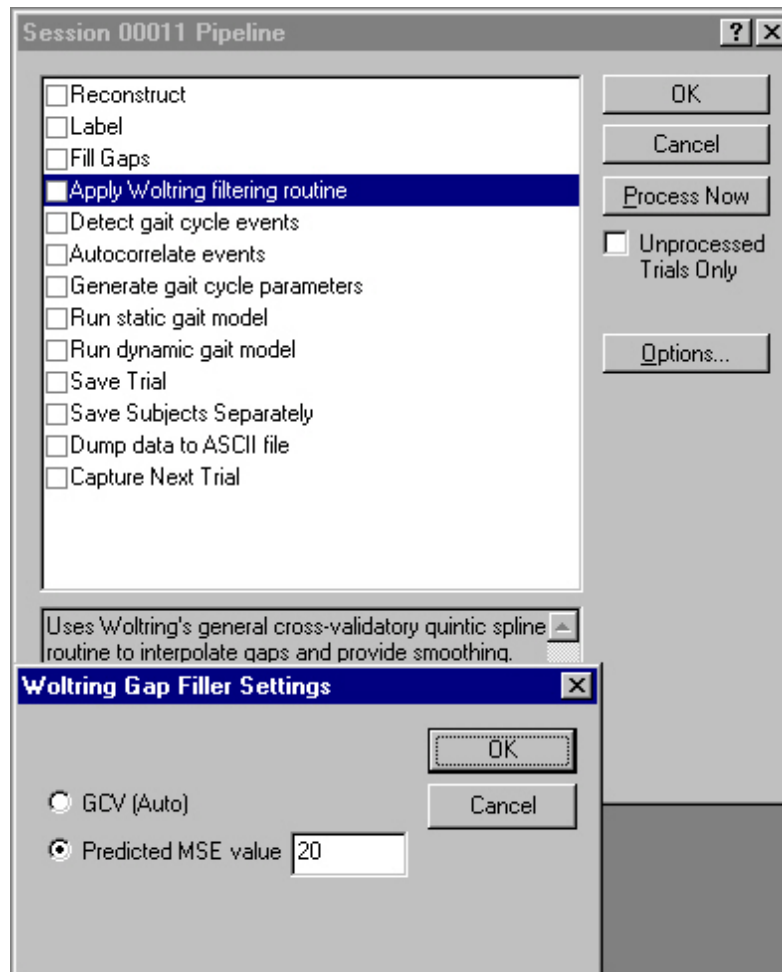 Session 00011 Pipeline
Reconstruct
Label
Fill Gaps
Apply Woltring filtering routine
Detect gait cycle events
Autocorrelate events
Generate gait cycle parameters
Run static gait model
Run dynamic gait model
Save Trial
Save Subjects Separately
Dump data to ASCII file
Capture Next Trial
OK
Cancel
Process Now
Unprocessed
Trials Only
Options...
Uses Woltring's general cross-validatory quintic spline
routine to interpolate gaps and provide smoothing.
Woltring Gap Filler Settings
OK
GCV (Auto)
Cancel
Predicted MSE value 20